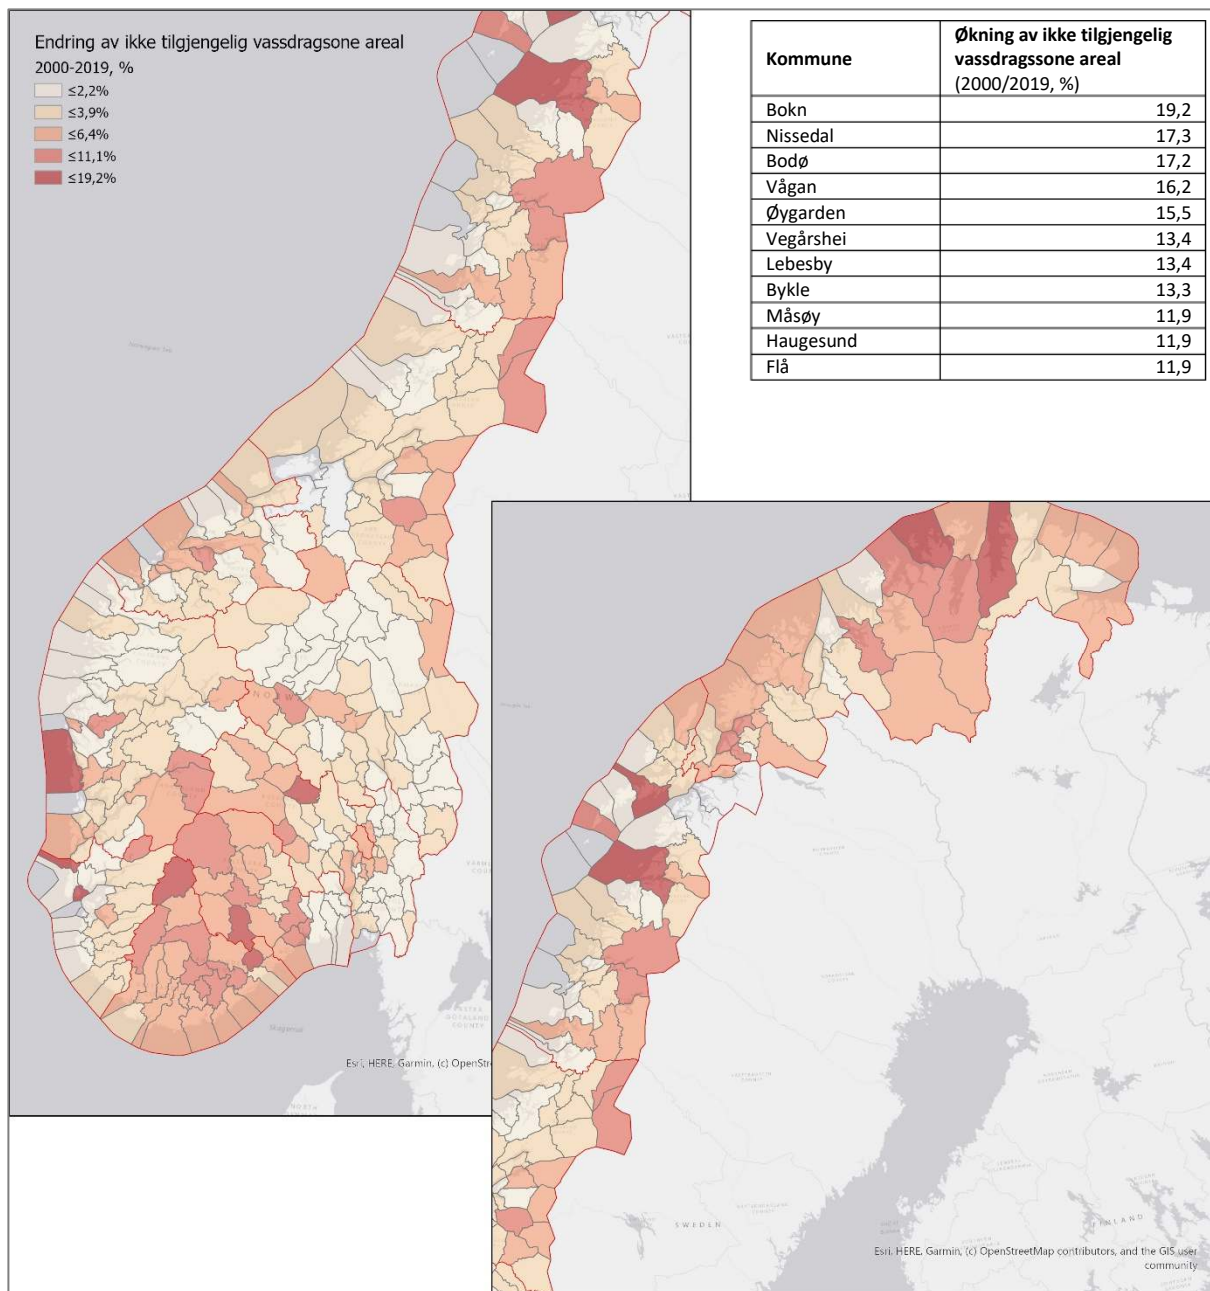 Endring av ikke tilgjengelig vassdragsone areal
2000-2019, %
≤2,2%
≤3,9%
≤6,4%
≤11,1%
≤19,2%
Kommune
Økning av ikke tilgjengelig
vassdragssone areal
(2000/2019, %)
Bokn 19,2
Nissedal 17,3
Bodø 17,2
Vågan 16,2
Øygarden 15,5
Vegårshei 13,4
Lebesby 13,4
Bykle 13,3
Måsøy 11,9
Haugesund 11,9
Flå 11,9
NORWAY
Skagerrak
Esri, HERE, Garmin, (c) OpenStre
SWEDEN
FINLAND
Esri, HERE, Garmin, (c) OpenStreetMap contributors, and the GIS user
community